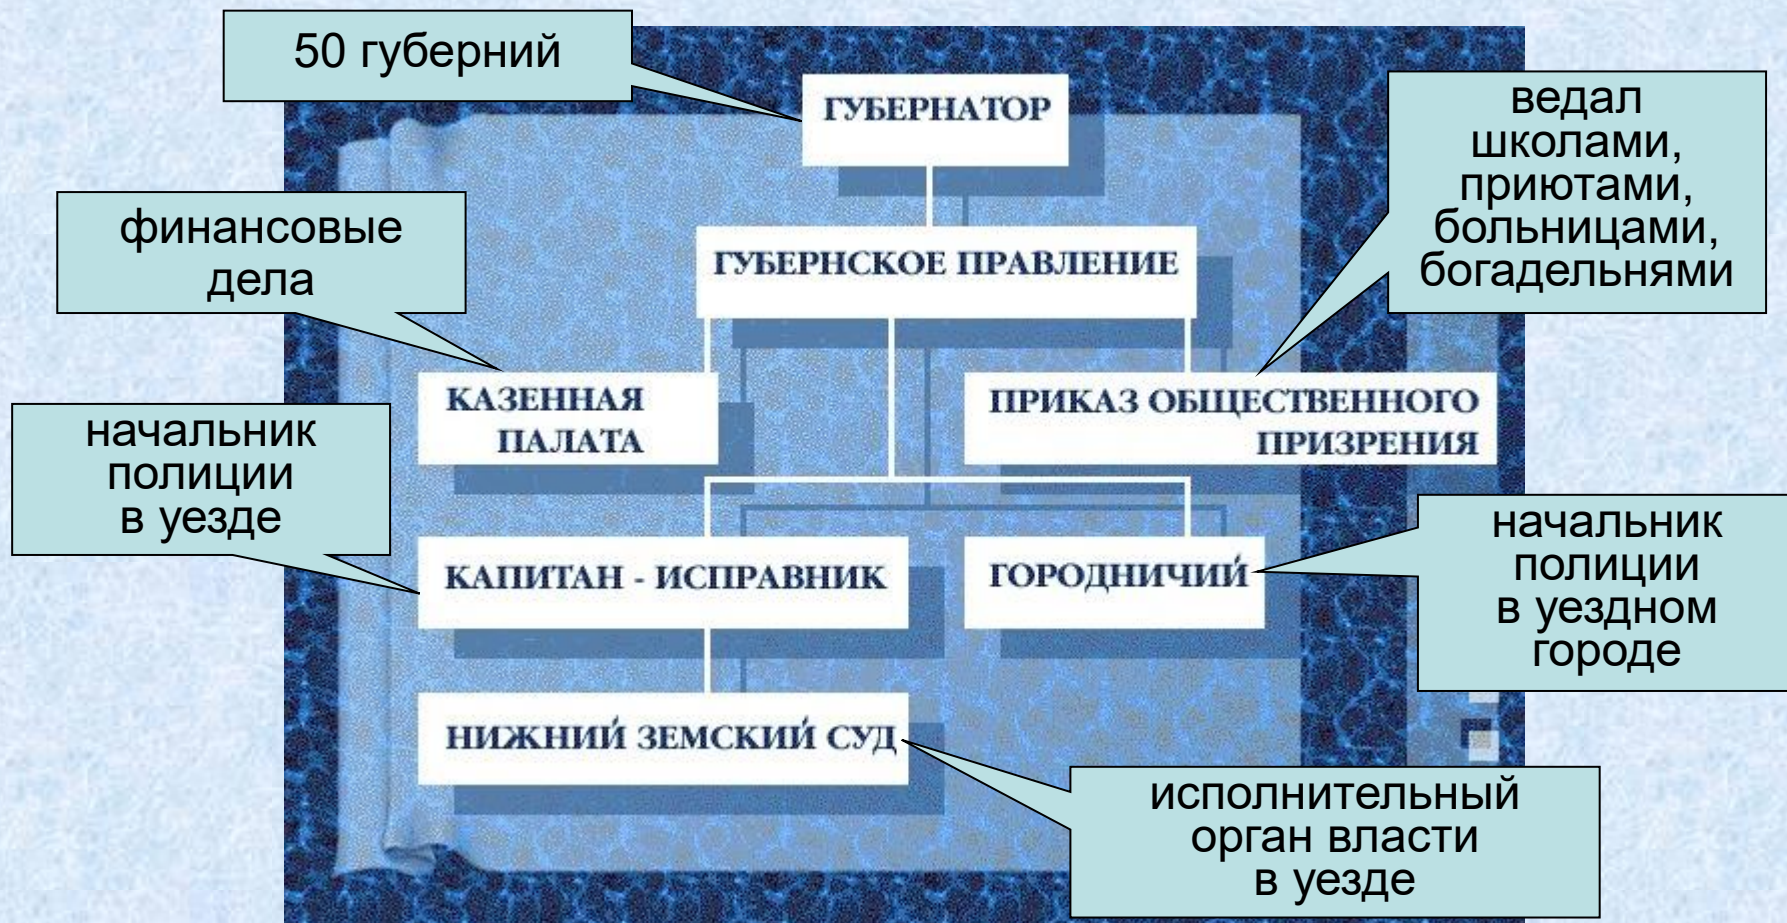 50 губерний
ГУБЕРНАТОР
ведал
школами,
приютами,
больницами,
богадельнями
финансовые
дела
ГУБЕРНСКОЕ ПРАВЛЕНИЕ
КАЗЕННАЯ
ПАЛАТА
ПРИКАЗ ОБЩЕСТВЕННОГО
ПРИЗРЕНИЯ
начальник
полиции
в уезде
КАПИТАН - ИСПРАВНИК
ГОРОДНИЧИЙ
начальник
полиции
в уездном
городе
НИЖНИЙ ЗЕМСКИЙ СУД
исполнительный
орган власти
в уезде